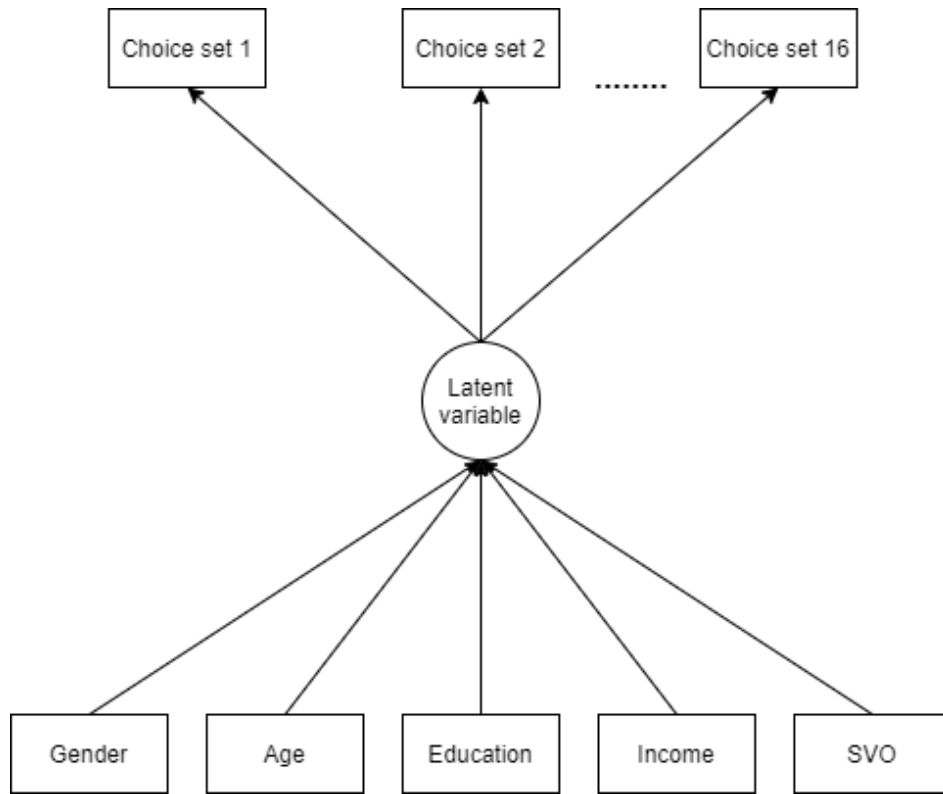 Choice set 1
Choice set 2
........
Choice set 16
Latent
variable
Gender
Age
Education
Income
SVO